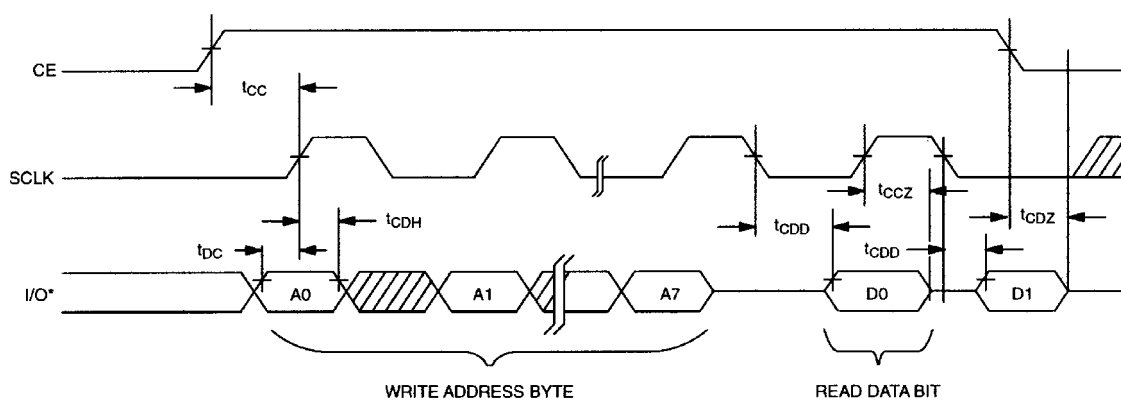 CE
tCC
SCLK
tCCZ
tCDZ
tCDH
tCDD
tDC
tCDD
I/O*
A0
A1
A7
D0
D1
WRITE ADDRESS BYTE
READ DATA BIT